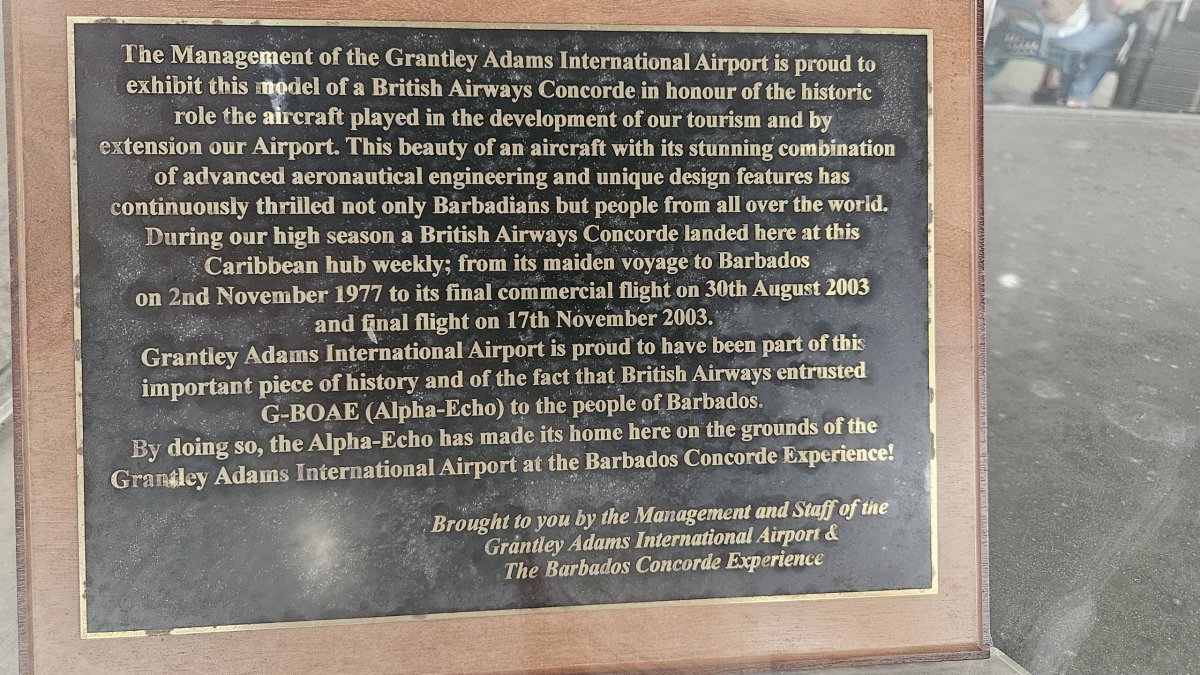 The Management of the Grantley Adams International Airport is proud to
exhibit this model of a British Airways Concorde in honour of the historic
role the aircraft played in the development of our tourism and by
extension our Airport. This beauty of an aircraft with its stunning combination
of advanced aeronautical engineering and unique design features has
continuously thrilled not only Barbadians but people from all over the world.
During our high season a British Airways Concorde landed here at this
Caribbean hub weekly; from its maiden voyage to Barbados
on 2nd November 1977 to its final commercial flight on 30th August 2003
and final flight on 17th November 2003.
Grantley Adams International Airport is proud to have been part of this
important piece of history and of the fact that British Airways entrusted
G-BOAE (Alpha-Echo) to the people of Barbados.
By doing so, the Alpha-Echo has made its home here on the grounds of the
Grantley Adams International Airport at the Barbados Concorde Experience!
Brought to you by the Management and Staff of the
Grantley Adams International Airport &
The Barbados Concorde Experience